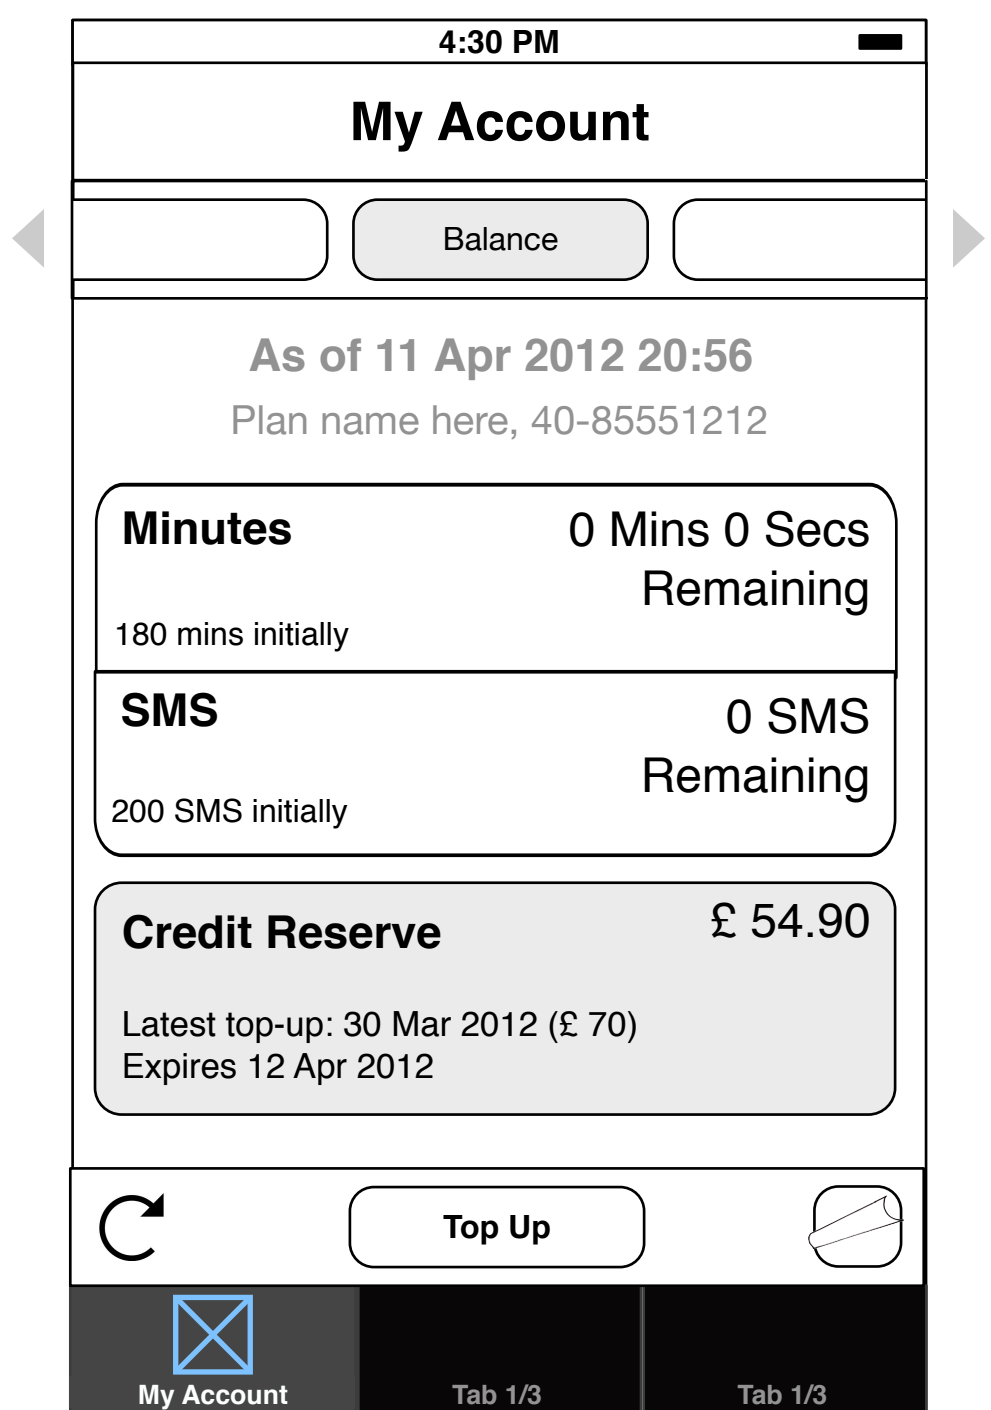 4:30 PM
My Account
Balance
As of 11 Apr 2012 20:56
Plan name here, 40-85551212
Minutes
0 Mins 0 Secs
Remaining
180 mins initially
SMS
0 SMS
Remaining
200 SMS initially
Credit Reserve
£ 54.90
Latest top-up: 30 Mar 2012 (£ 70)
Expires 12 Apr 2012
Top Up
My Account
Tab 1/3
Tab 1/3